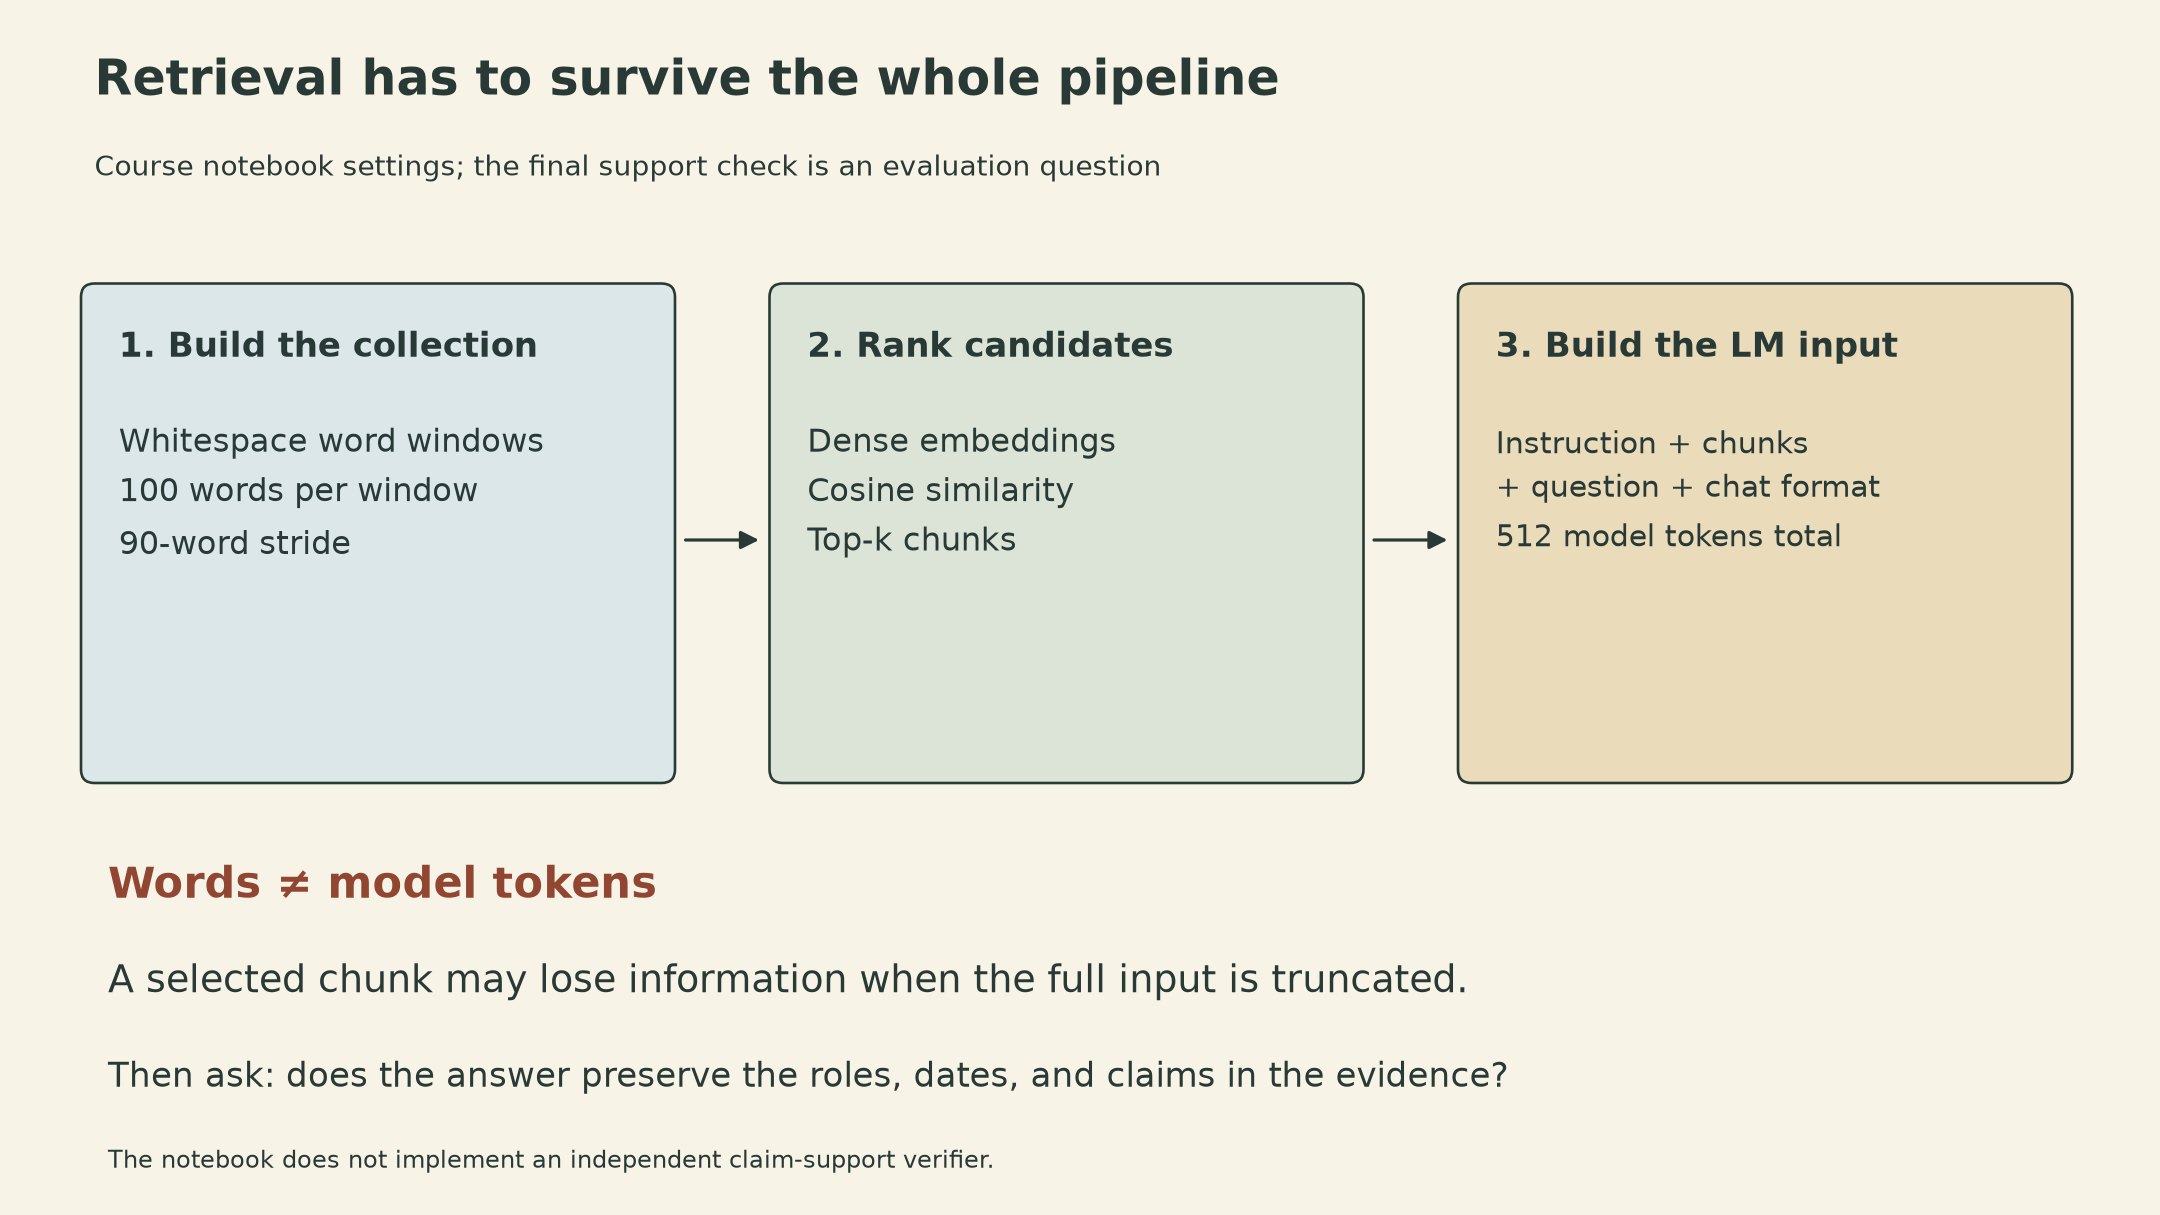 Retrieval has to survive the whole pipeline
Course notebook settings; the final support check is an evaluation question
1. Build the collection
Whitespace word windows
100 words per window
90-word stride
2. Rank candidates
Dense embeddings
Cosine similarity
Top-k chunks
3. Build the LM input
Instruction + chunks
+ question + chat format
512 model tokens total
Words ≠ model tokens
A selected chunk may lose information when the full input is truncated.
Then ask: does the answer preserve the roles, dates, and claims in the evidence?
The notebook does not implement an independent claim-support verifier.